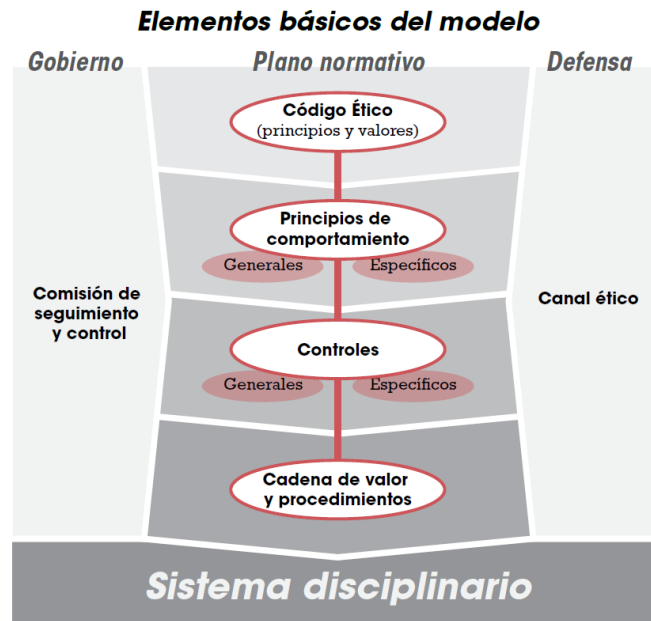 Elementos básicos del modelo
Gobierno
Plano normativo
Defensa
Código Ético
(principios y valores)
Principios de
comportamiento
Generales
Específicos
Comisión de
seguimiento
y control
Canal ético
Controles
Generales
Específicos
Cadena de valor
y procedimientos
Sistema disciplinario